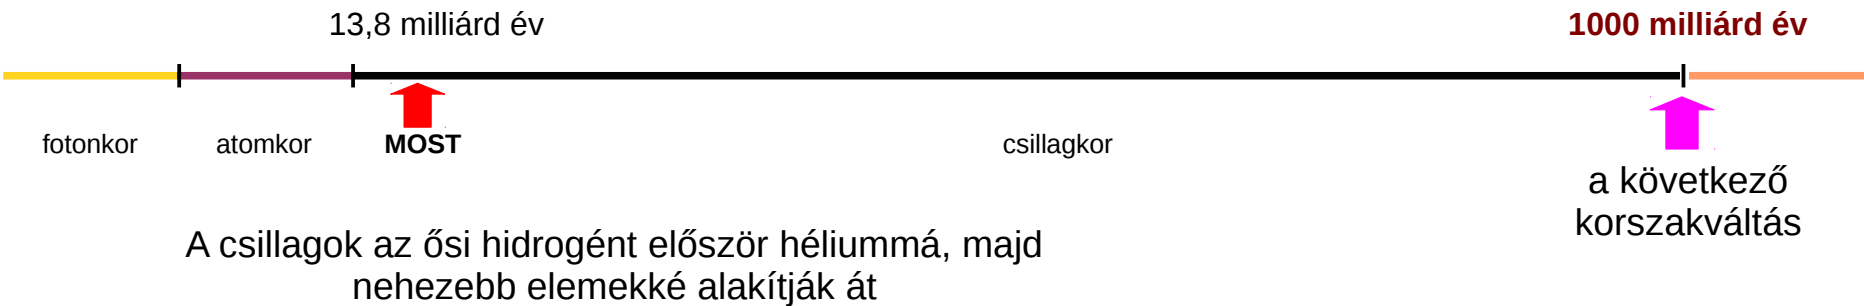 13,8 milliárd év
1000 milliárd év
fotonkor
atomkor
MOST
csillagkor
a következő
korszakváltás
A csillagok az ősi hidrogént először héliummá, majd
nehezebb elemekké alakítják át